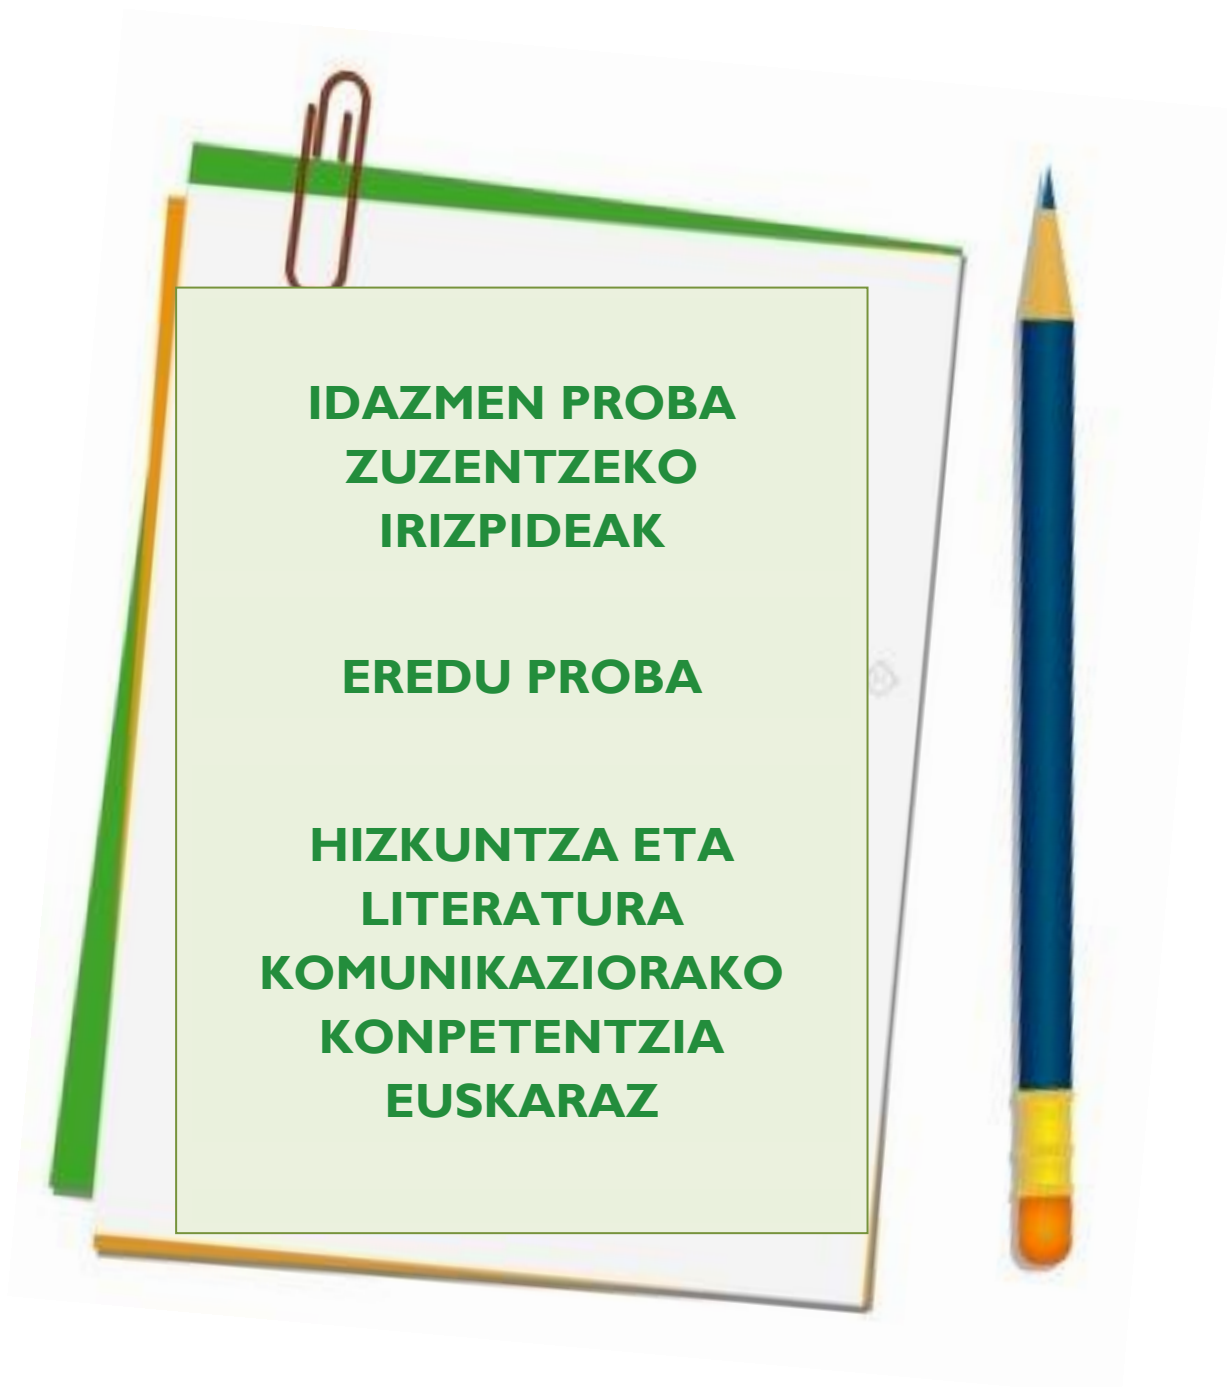 IDAZMEN PROBA
ZUZENTZEKO
IRIZPIDEAK
EREDU PROBA
HIZKUNTZA ETA
LITERATURA
KOMUNIKAZIORAKO
KONPETENTZIA
EUSKARAZ